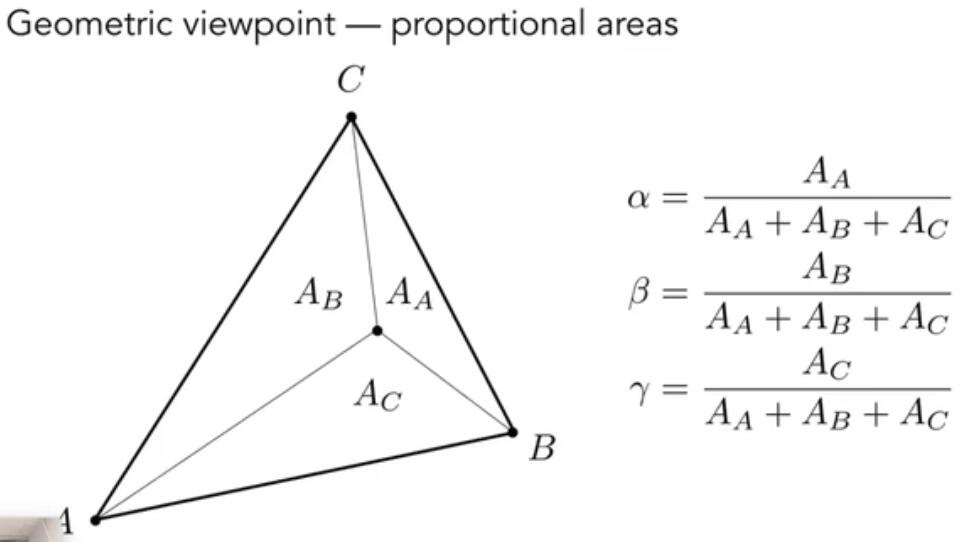 Geometric viewpoint — proportional areas
C
α = A_A / (A_A + A_B + A_C)
A_B A_A
β = A_B / (A_A + A_B + A_C)
A_C
γ = A_C / (A_A + A_B + A_C)
B
A